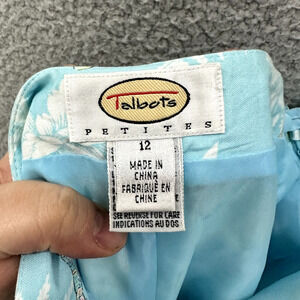 Talbots
PETITES
12
MADE IN
CHINA
FABRIQUÉ EN
CHINE
SEE REVERSE FOR CARE
INDICATIONS AU DOS